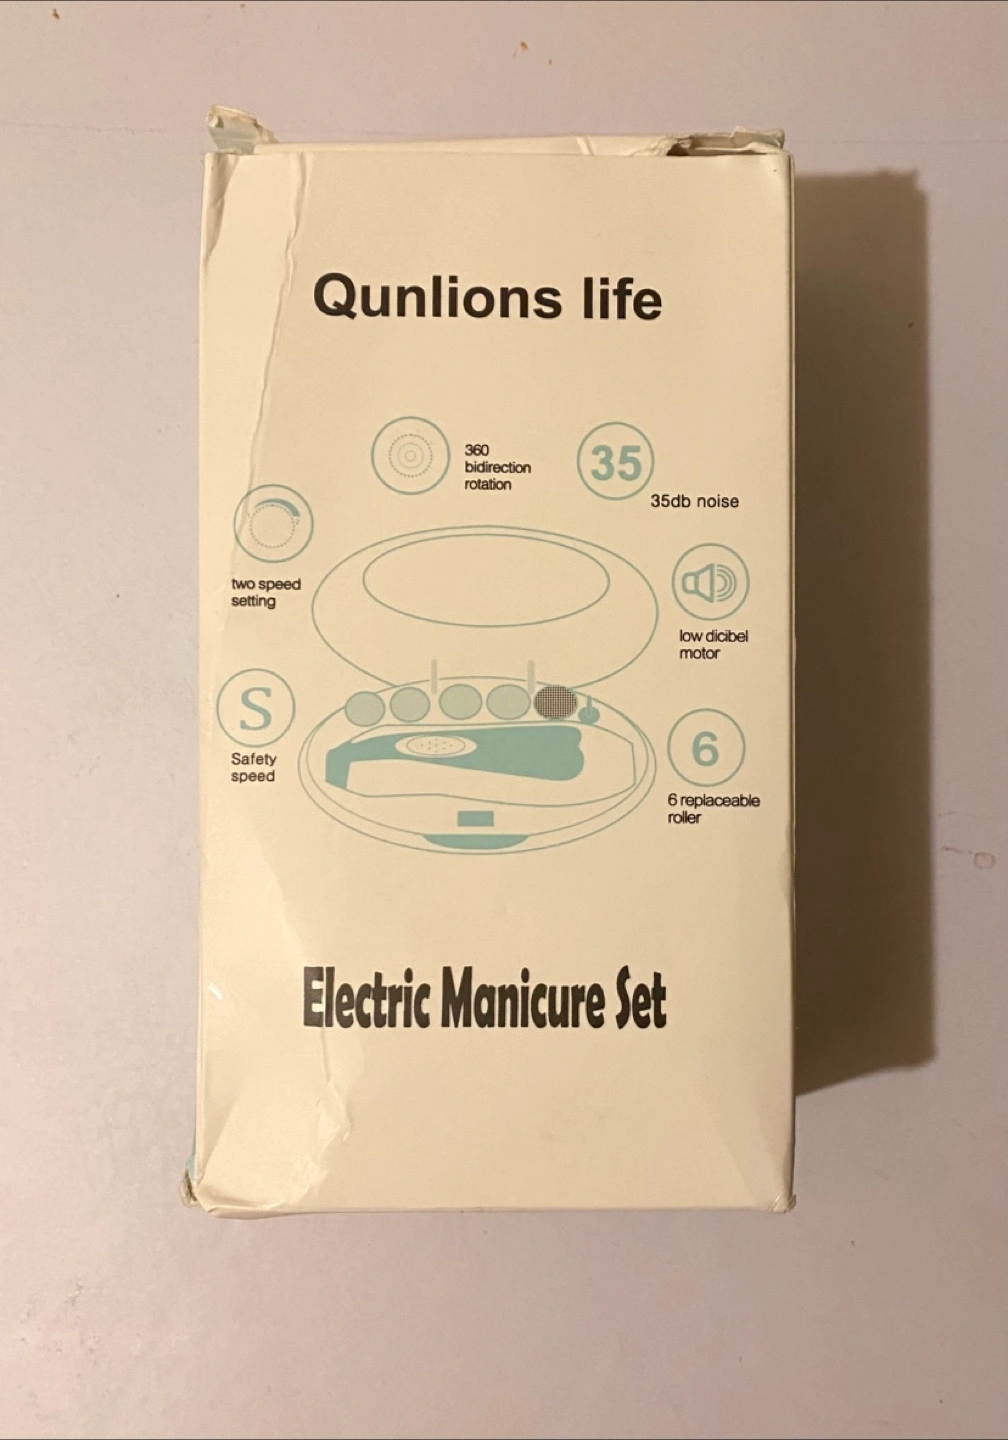 Qunlions life
360
bidirection
rotation
35
35db noise
two speed
setting
low dicibel
motor
S
Safety
speed
6
6 replaceable
roller
Electric Manicure Set